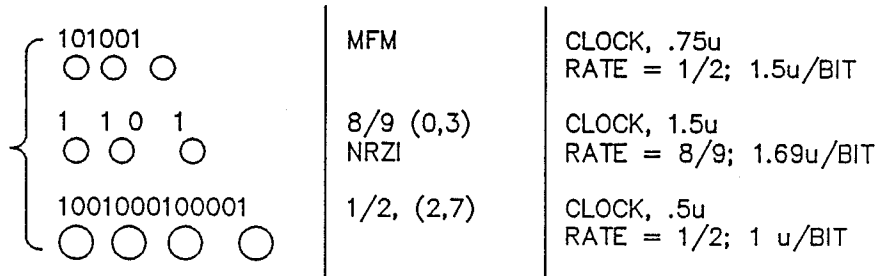 101001 MFM CLOCK, .75u
RATE = 1/2; 1.5u/BIT
1 1 0 1 8/9 (0,3) CLOCK, 1.5u
NRZI RATE = 8/9; 1.69u/BIT
1001000100001 1/2, (2,7) CLOCK, .5u
RATE = 1/2; 1 u/BIT